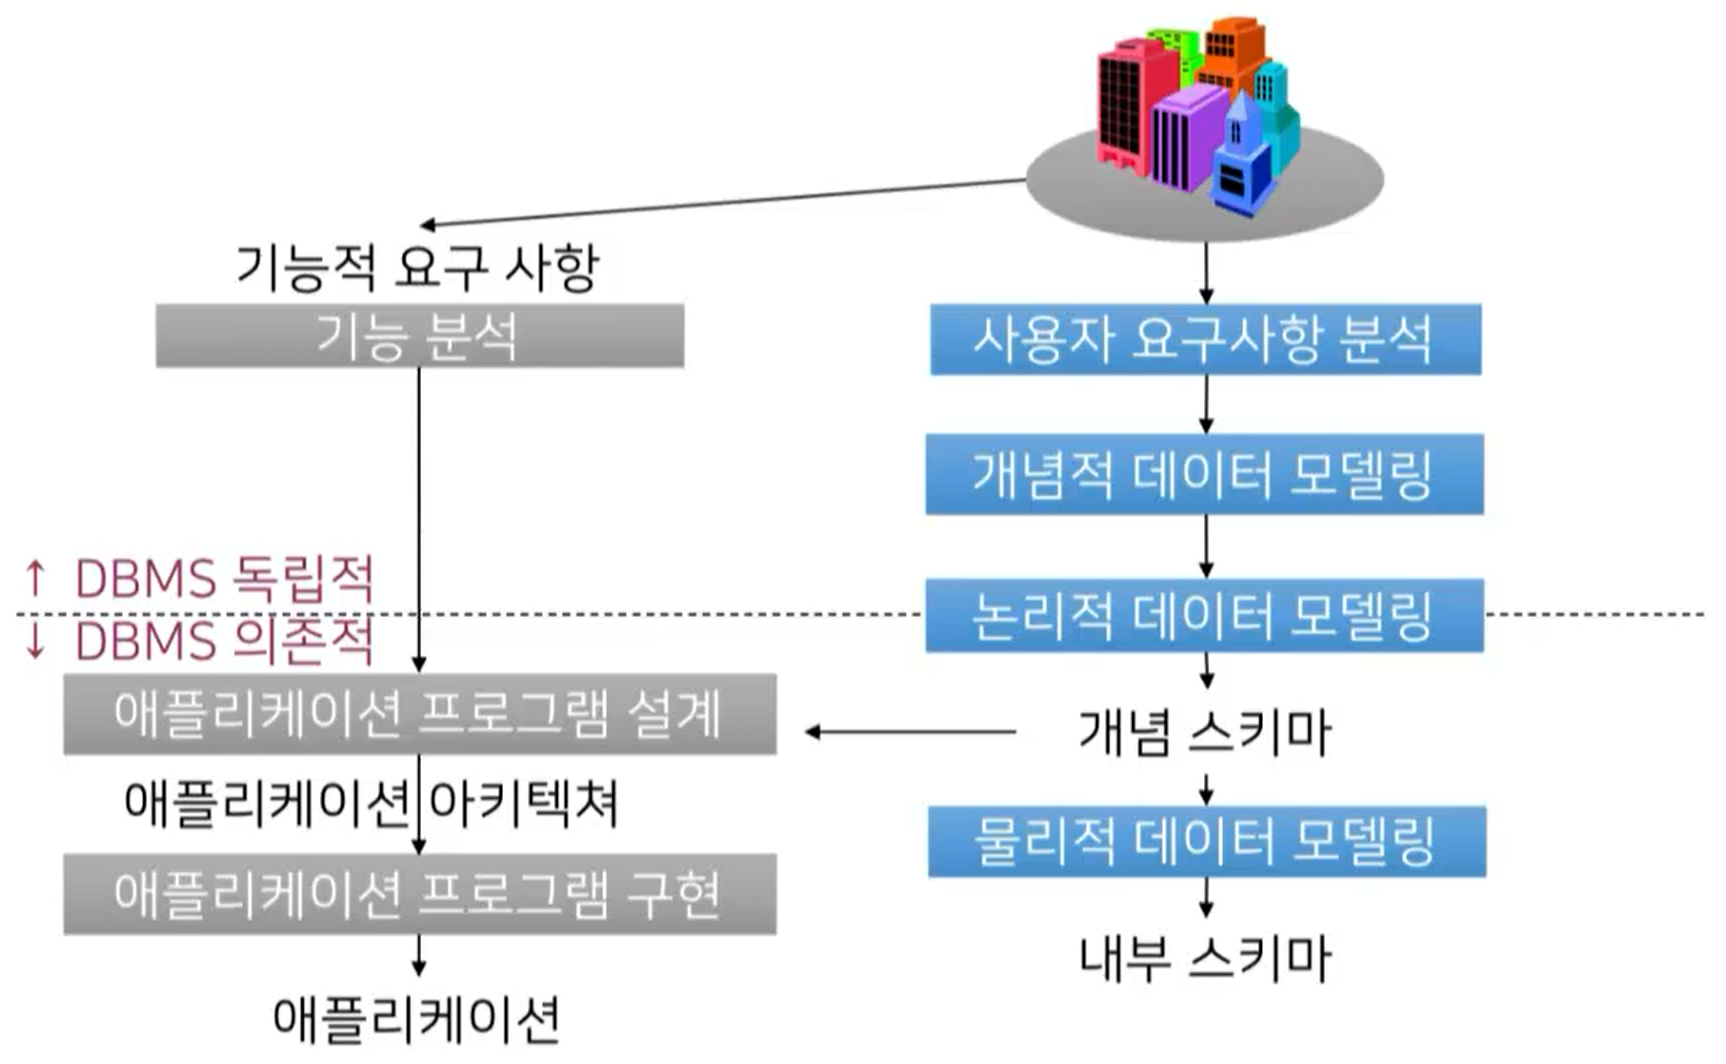 기능적 요구 사항
기능 분석
사용자 요구사항 분석
개념적 데이터 모델링
↑ DBMS 독립적
논리적 데이터 모델링
↓ DBMS 의존적
애플리케이션 프로그램 설계
개념 스키마
애플리케이션 아키텍쳐
물리적 데이터 모델링
애플리케이션 프로그램 구현
내부 스키마
애플리케이션